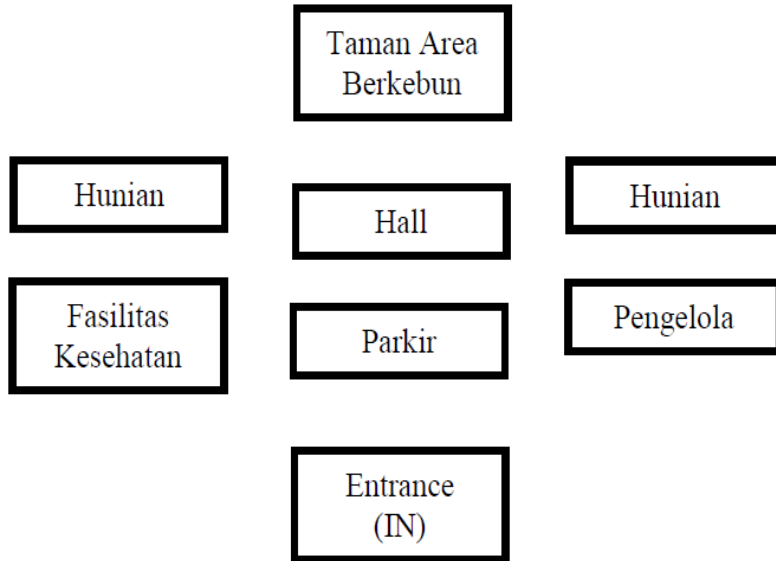 Taman Area
Berkebun
Hunian
Hall
Hunian
Fasilitas
Kesehatan
Parkir
Pengelola
Entrance
(IN)